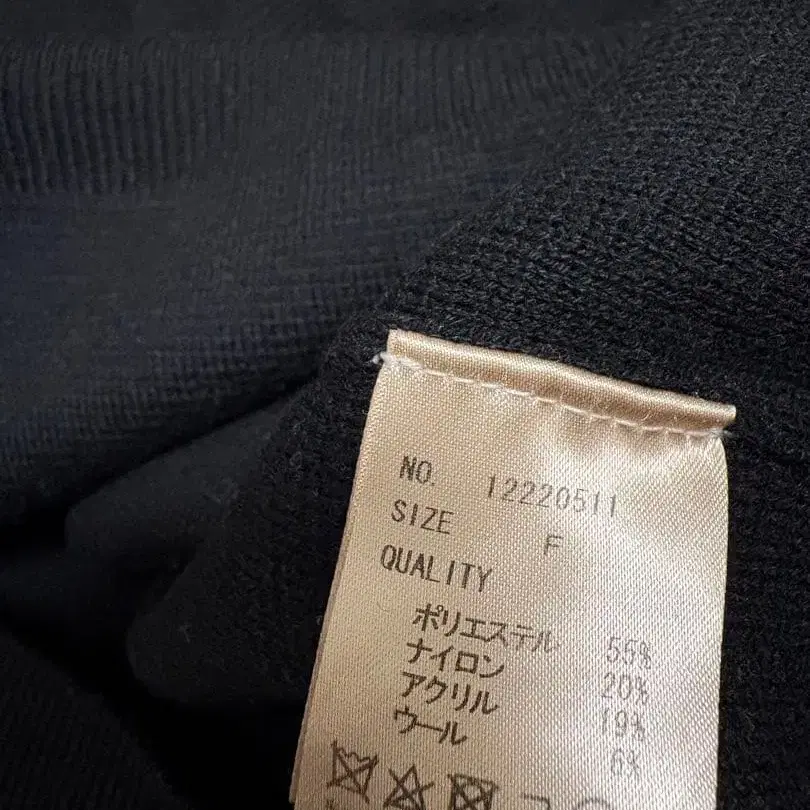 NO. 12220511
SIZE F
QUALITY
ポリエステル 55%
ナイロン 20%
アクリル 19%
ウール 6%